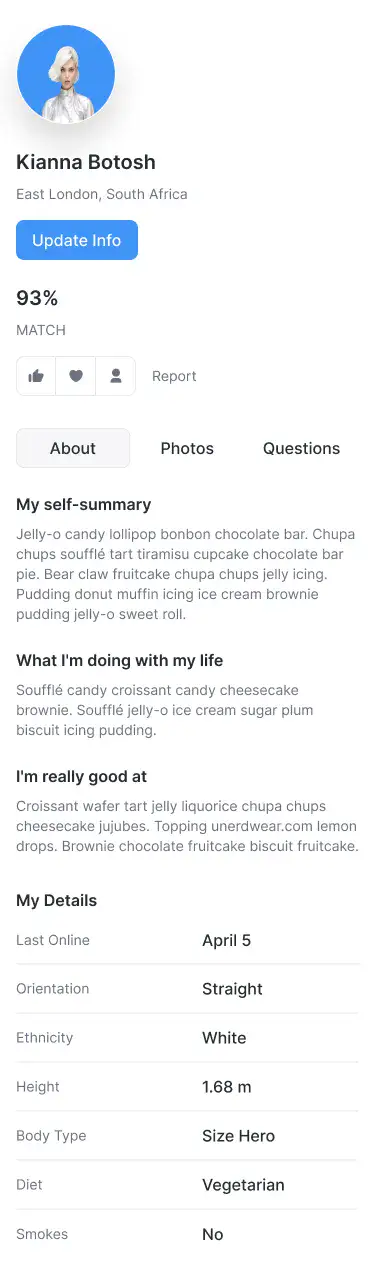 Kianna Botosh
East London, South Africa
Update Info
93%
MATCH
Report
About Photos Questions
My self-summary
Jelly-o candy lollipop bonbon chocolate bar. Chupa
chups soufflé tart tiramisu cupcake chocolate bar
pie. Bear claw fruitcake chupa chups jelly icing.
Pudding donut muffin icing ice cream brownie
pudding jelly-o sweet roll.
What I'm doing with my life
Soufflé candy croissant candy cheesecake
brownie. Soufflé jelly-o ice cream sugar plum
biscuit icing pudding.
I'm really good at
Croissant wafer tart jelly liquorice chupa chups
cheesecake jujubes. Topping unerdwear.com lemon
drops. Brownie chocolate fruitcake biscuit fruitcake.
My Details
Last Online April 5
Orientation Straight
Ethnicity White
Height 1.68 m
Body Type Size Hero
Diet Vegetarian
Smokes No